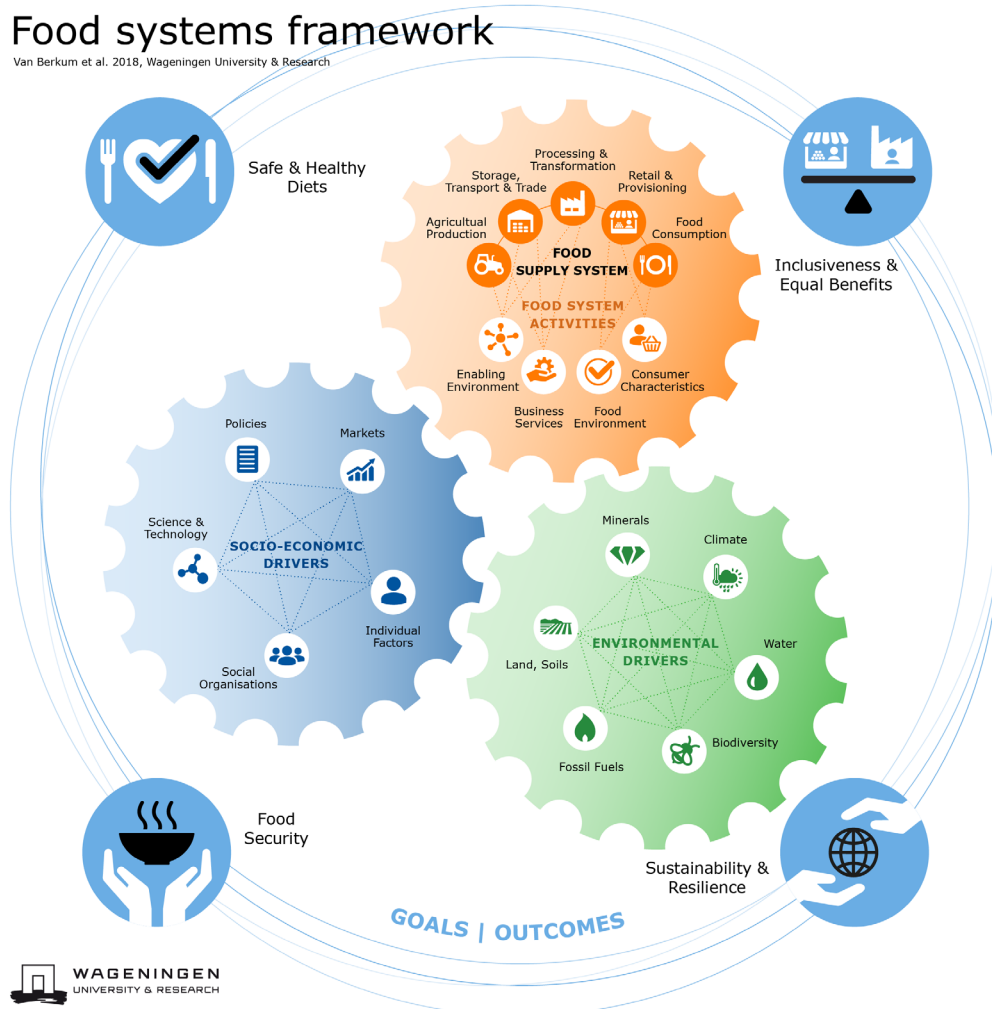 Food systems framework
Van Berkum et al. 2018, Wageningen University & Research
Safe & Healthy
Diets
Inclusiveness &
Equal Benefits
Processing &
Transformation
Storage,
Transport & Trade
Retail &
Provisioning
Agricultual
Production
Food
Consumption
FOOD
SUPPLY SYSTEM
FOOD SYSTEM
ACTIVITIES
Enabling
Environment
Business
Services
Food
Environment
Consumer
Characteristics
Policies
Markets
Science &
Technology
SOCIO-ECONOMIC
DRIVERS
Individual
Factors
Social
Organisations
Minerals
Climate
Land, Soils
ENVIRONMENTAL
DRIVERS
Water
Fossil Fuels
Biodiversity
Food
Security
Sustainability &
Resilience
GOALS | OUTCOMES
WAGENINGEN
UNIVERSITY & RESEARCH